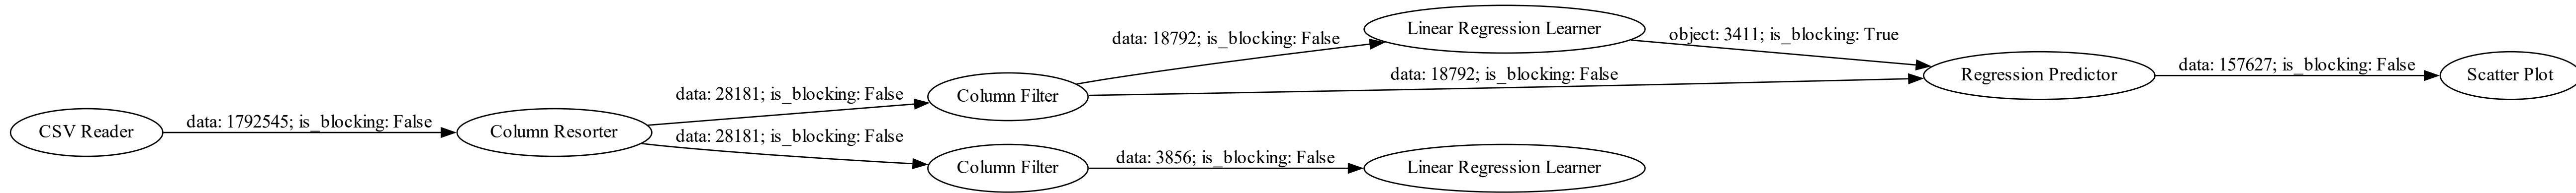 CSV Reader
data: 1792545; is_blocking: False
Column Resorter
data: 28181; is_blocking: False
data: 28181; is_blocking: False
Column Filter
Column Filter
data: 18792; is_blocking: False
data: 18792; is_blocking: False
data: 3856; is_blocking: False
Linear Regression Learner
Linear Regression Learner
object: 3411; is_blocking: True
Regression Predictor
data: 157627; is_blocking: False
Scatter Plot